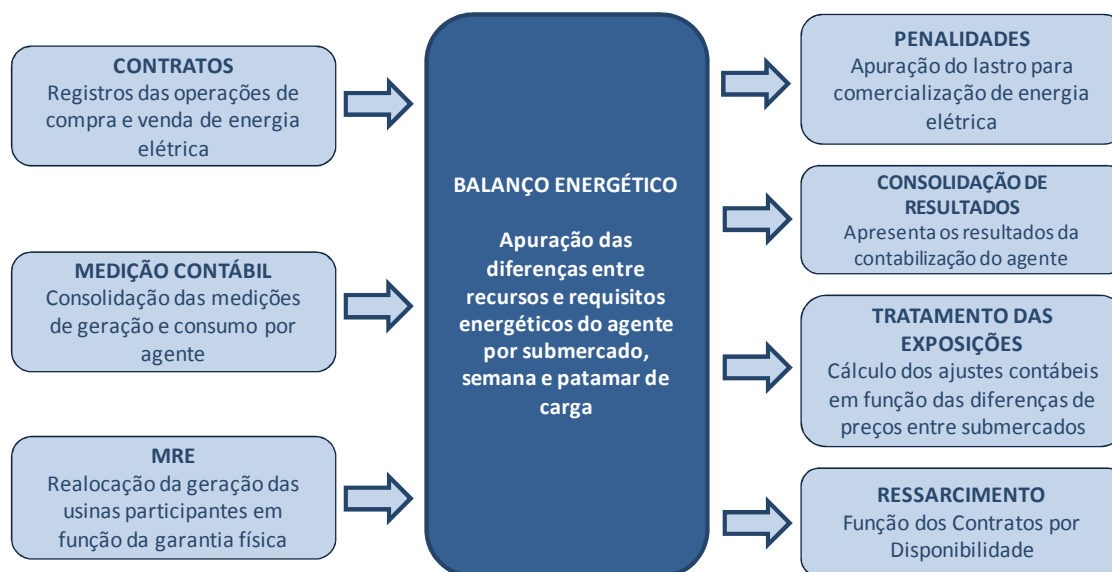 CONTRATOS
Registros das operações de
compra e venda de energia
elétrica
MEDIÇÃO CONTÁBIL
Consolidação das medições
de geração e consumo por
agente
MRE
Realocação da geração das
usinas participantes em
função da garantia física
BALANÇO ENERGÉTICO
Apuração das
diferenças entre
recursos e requisitos
energéticos do agente
por submercado,
semana e patamar de
carga
PENALIDADES
Apuração do lastro para
comercialização de energia
elétrica
CONSOLIDAÇÃO DE
RESULTADOS
Apresenta os resultados da
contabilização do agente
TRATAMENTO DAS
EXPOSIÇÕES
Cálculo dos ajustes contábeis
em função das diferenças de
preços entre submercados
RESSARCIMENTO
Função dos Contratos por
Disponibilidade